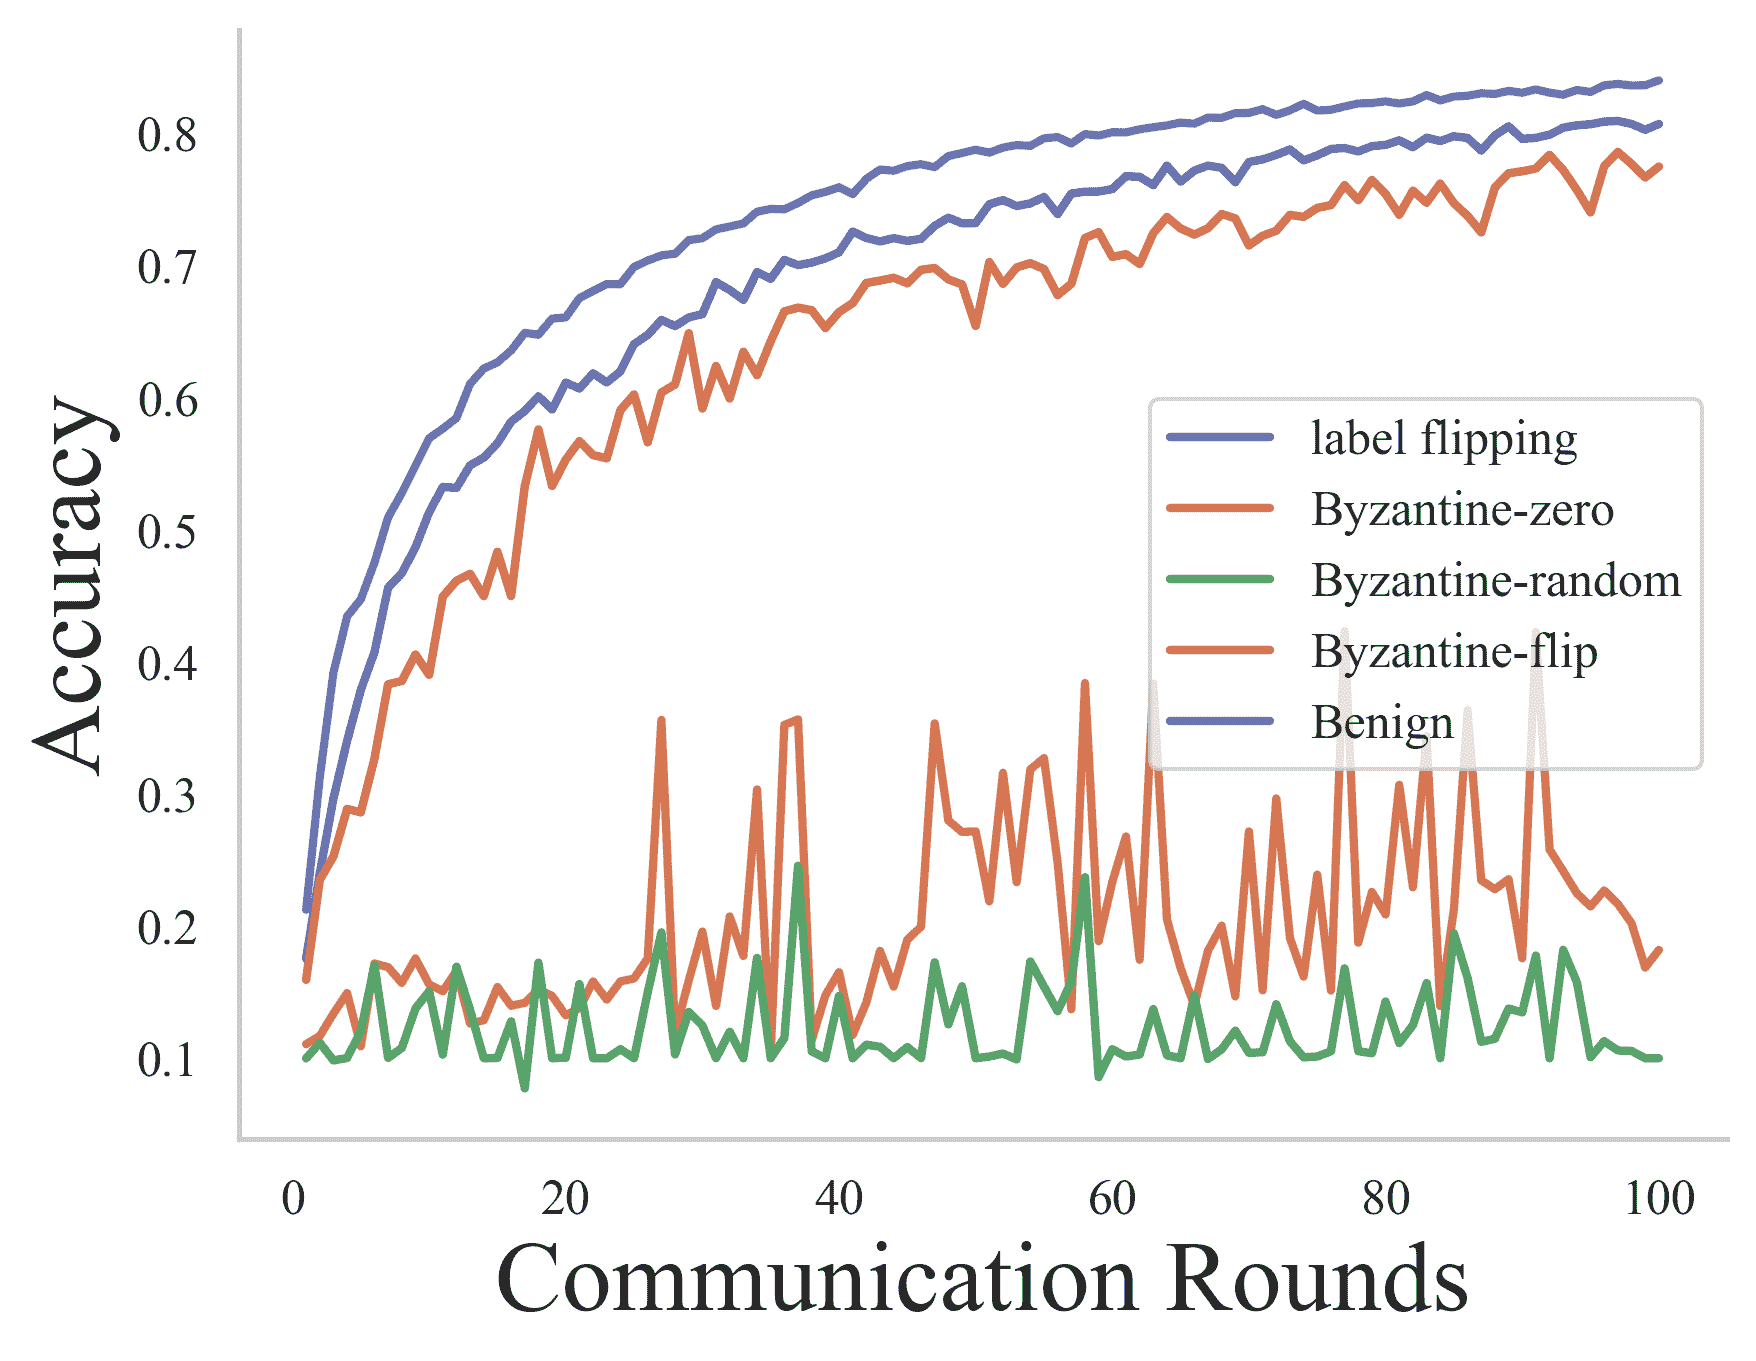 Accuracy
0.8
0.7
0.6
0.5
0.4
0.3
0.2
0.1
label flipping
Byzantine-zero
Byzantine-random
Byzantine-flip
Benign
0 20 40 60 80 100
Communication Rounds